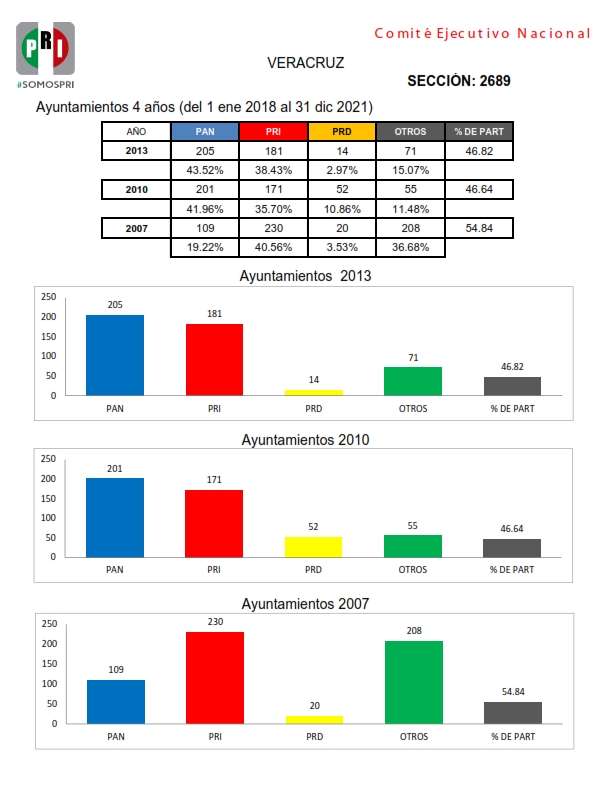 Comité Ejecutivo Nacional
PRI
#SOMOSPRI
VERACRUZ
SECCIÓN: 2689
Ayuntamientos 4 años (del 1 ene 2018 al 31 dic 2021)
AÑO PAN PRI PRD OTROS % DE PART
2013 205 181 14 71 46.82
43.52% 38.43% 2.97% 15.07%
2010 201 171 52 55 46.64
41.96% 35.70% 10.86% 11.48%
2007 109 230 20 208 54.84
19.22% 40.56% 3.53% 36.68%
Ayuntamientos 2013
250
200
150
100
50
0
205
181
14
71
46.82
PAN PRI PRD OTROS % DE PART
Ayuntamientos 2010
250
200
150
100
50
0
201
171
52
55
46.64
PAN PRI PRD OTROS % DE PART
Ayuntamientos 2007
250
200
150
100
50
0
109
230
20
208
54.84
PAN PRI PRD OTROS % DE PART